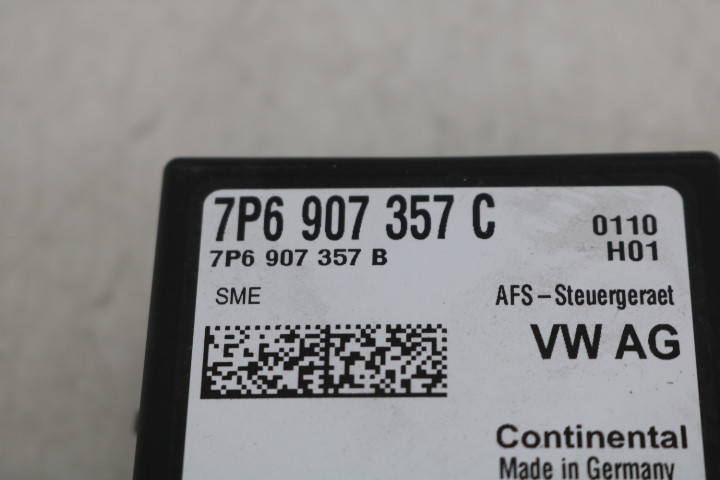 7P6 907 357 C
0110
7P6 907 357 B
H01
SME
AFS-Steuergeraet
VW AG
Continental
Made in Germany